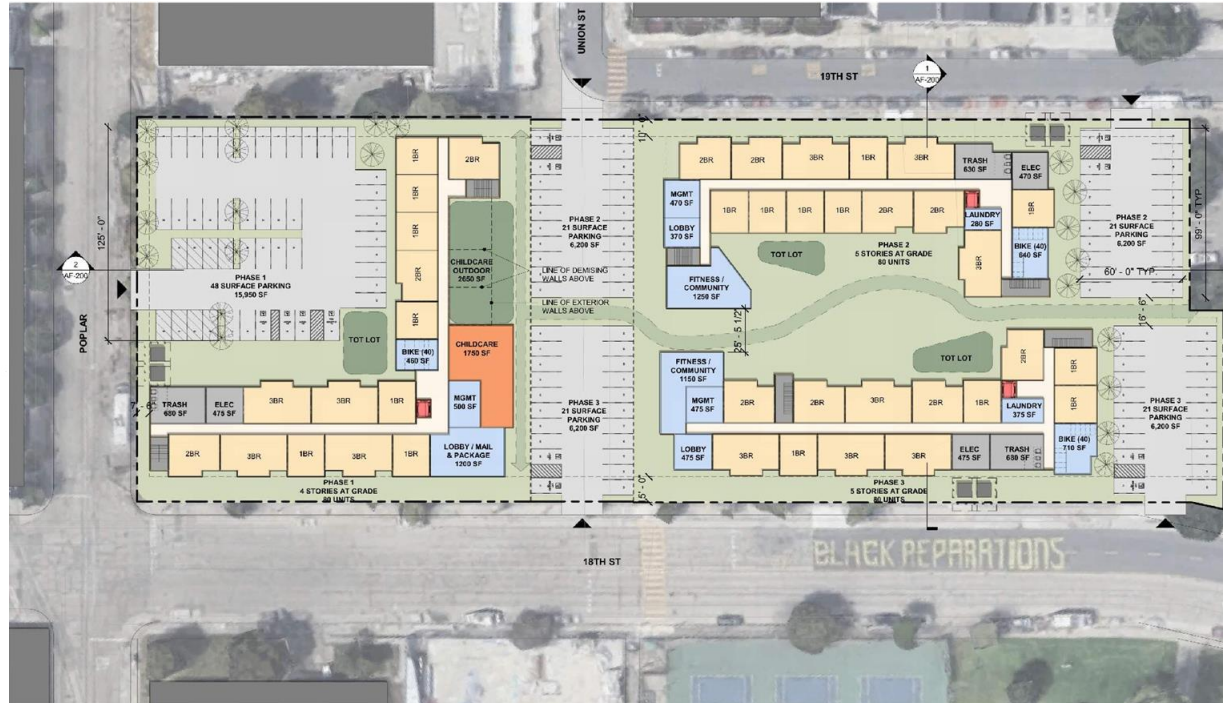 UNION ST
19TH ST
1
AF-200
125' - 0"
2
AF-200
POPLAR
PHASE 1
48 SURFACE PARKING
15,950 SF
TOT LOT
1BR
2BR
1BR
1BR
2BR
1BR
BIKE (40)
460 SF
CHILDCARE
OUTDOOR
2650 SF
CHILDCARE
1750 SF
MGMT
500 SF
LOBBY / MAIL
& PACKAGE
1200 SF
TRASH
680 SF
ELEC
475 SF
3BR
3BR
1BR
2BR
3BR
1BR
3BR
1BR
7' - 6"
PHASE 1
4 STORIES AT GRADE
80 UNITS
PHASE 2
21 SURFACE
PARKING
6,200 SF
LINE OF DEMISING
WALLS ABOVE
LINE OF EXTERIOR
WALLS ABOVE
PHASE 3
21 SURFACE
PARKING
6,200 SF
10' - 0"
2BR
2BR
3BR
1BR
3BR
TRASH
630 SF
ELEC
470 SF
MGMT
470 SF
LOBBY
370 SF
1BR
1BR
1BR
1BR
2BR
2BR
LAUNDRY
280 SF
1BR
BIKE (40)
640 SF
3BR
FITNESS /
COMMUNITY
1250 SF
TOT LOT
PHASE 2
5 STORIES AT GRADE
80 UNITS
PHASE 2
21 SURFACE
PARKING
6,200 SF
99' - 0" TYP
60' - 0" TYP.
16' - 6"
25' - 5 1/2"
FITNESS /
COMMUNITY
1150 SF
TOT LOT
2BR
1BR
1BR
MGMT
475 SF
2BR
2BR
3BR
2BR
1BR
LAUNDRY
375 SF
LOBBY
475 SF
3BR
1BR
3BR
3BR
ELEC
475 SF
TRASH
680 SF
BIKE (40)
710 SF
PHASE 3
21 SURFACE
PARKING
6,200 SF
PHASE 3
5 STORIES AT GRADE
80 UNITS
18TH ST
BLACK REPARATIONS